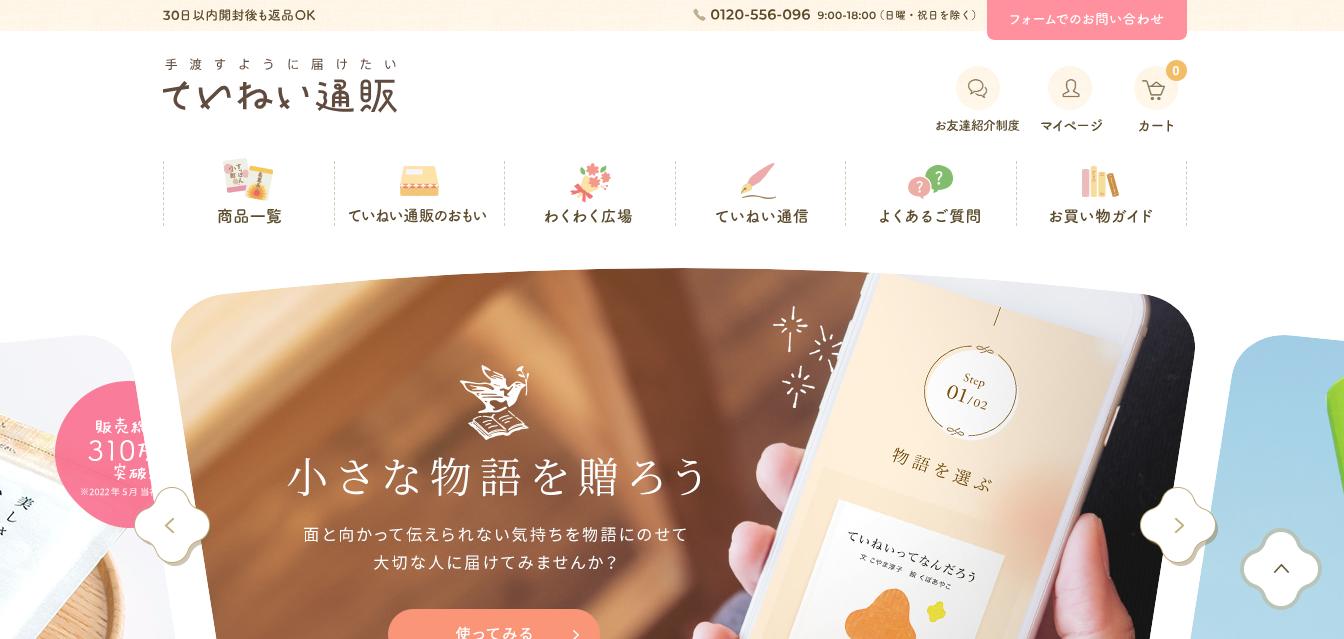 30日以内開封後も返品OK
0120-556-096 9:00-18:00（日曜・祝日を除く）
フォームでのお問い合わせ
手渡すように届けたい
ていねい通販
0
お友達紹介制度
マイページ
カート
商品一覧
ていねい通販のおもい
わくわく広場
ていねい通信
よくあるご質問
お買い物ガイド
販売総
310万
突破
※2022年5月 当社
美し
さ
小さな物語を贈ろう
面と向かって伝えられない気持ちを物語にのせて
大切な人に届けてみませんか?
使ってみる
Step
01/02
物語を選ぶ
ていねいってなんだろう
文 こやま淳子 絵 くぼあやこ